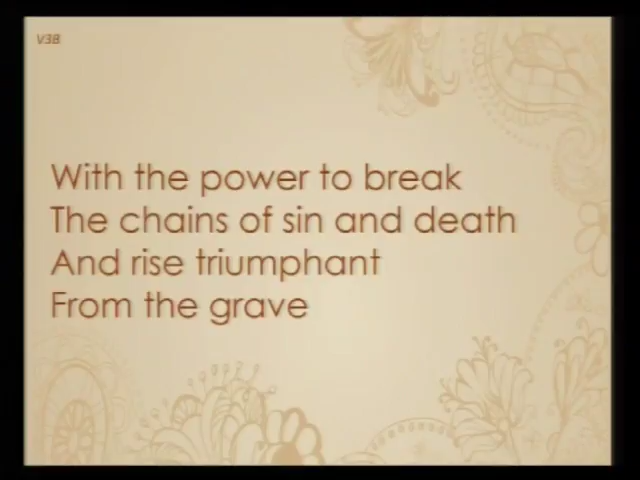 V3B
With the power to break
The chains of sin and death
And rise triumphant
From the grave